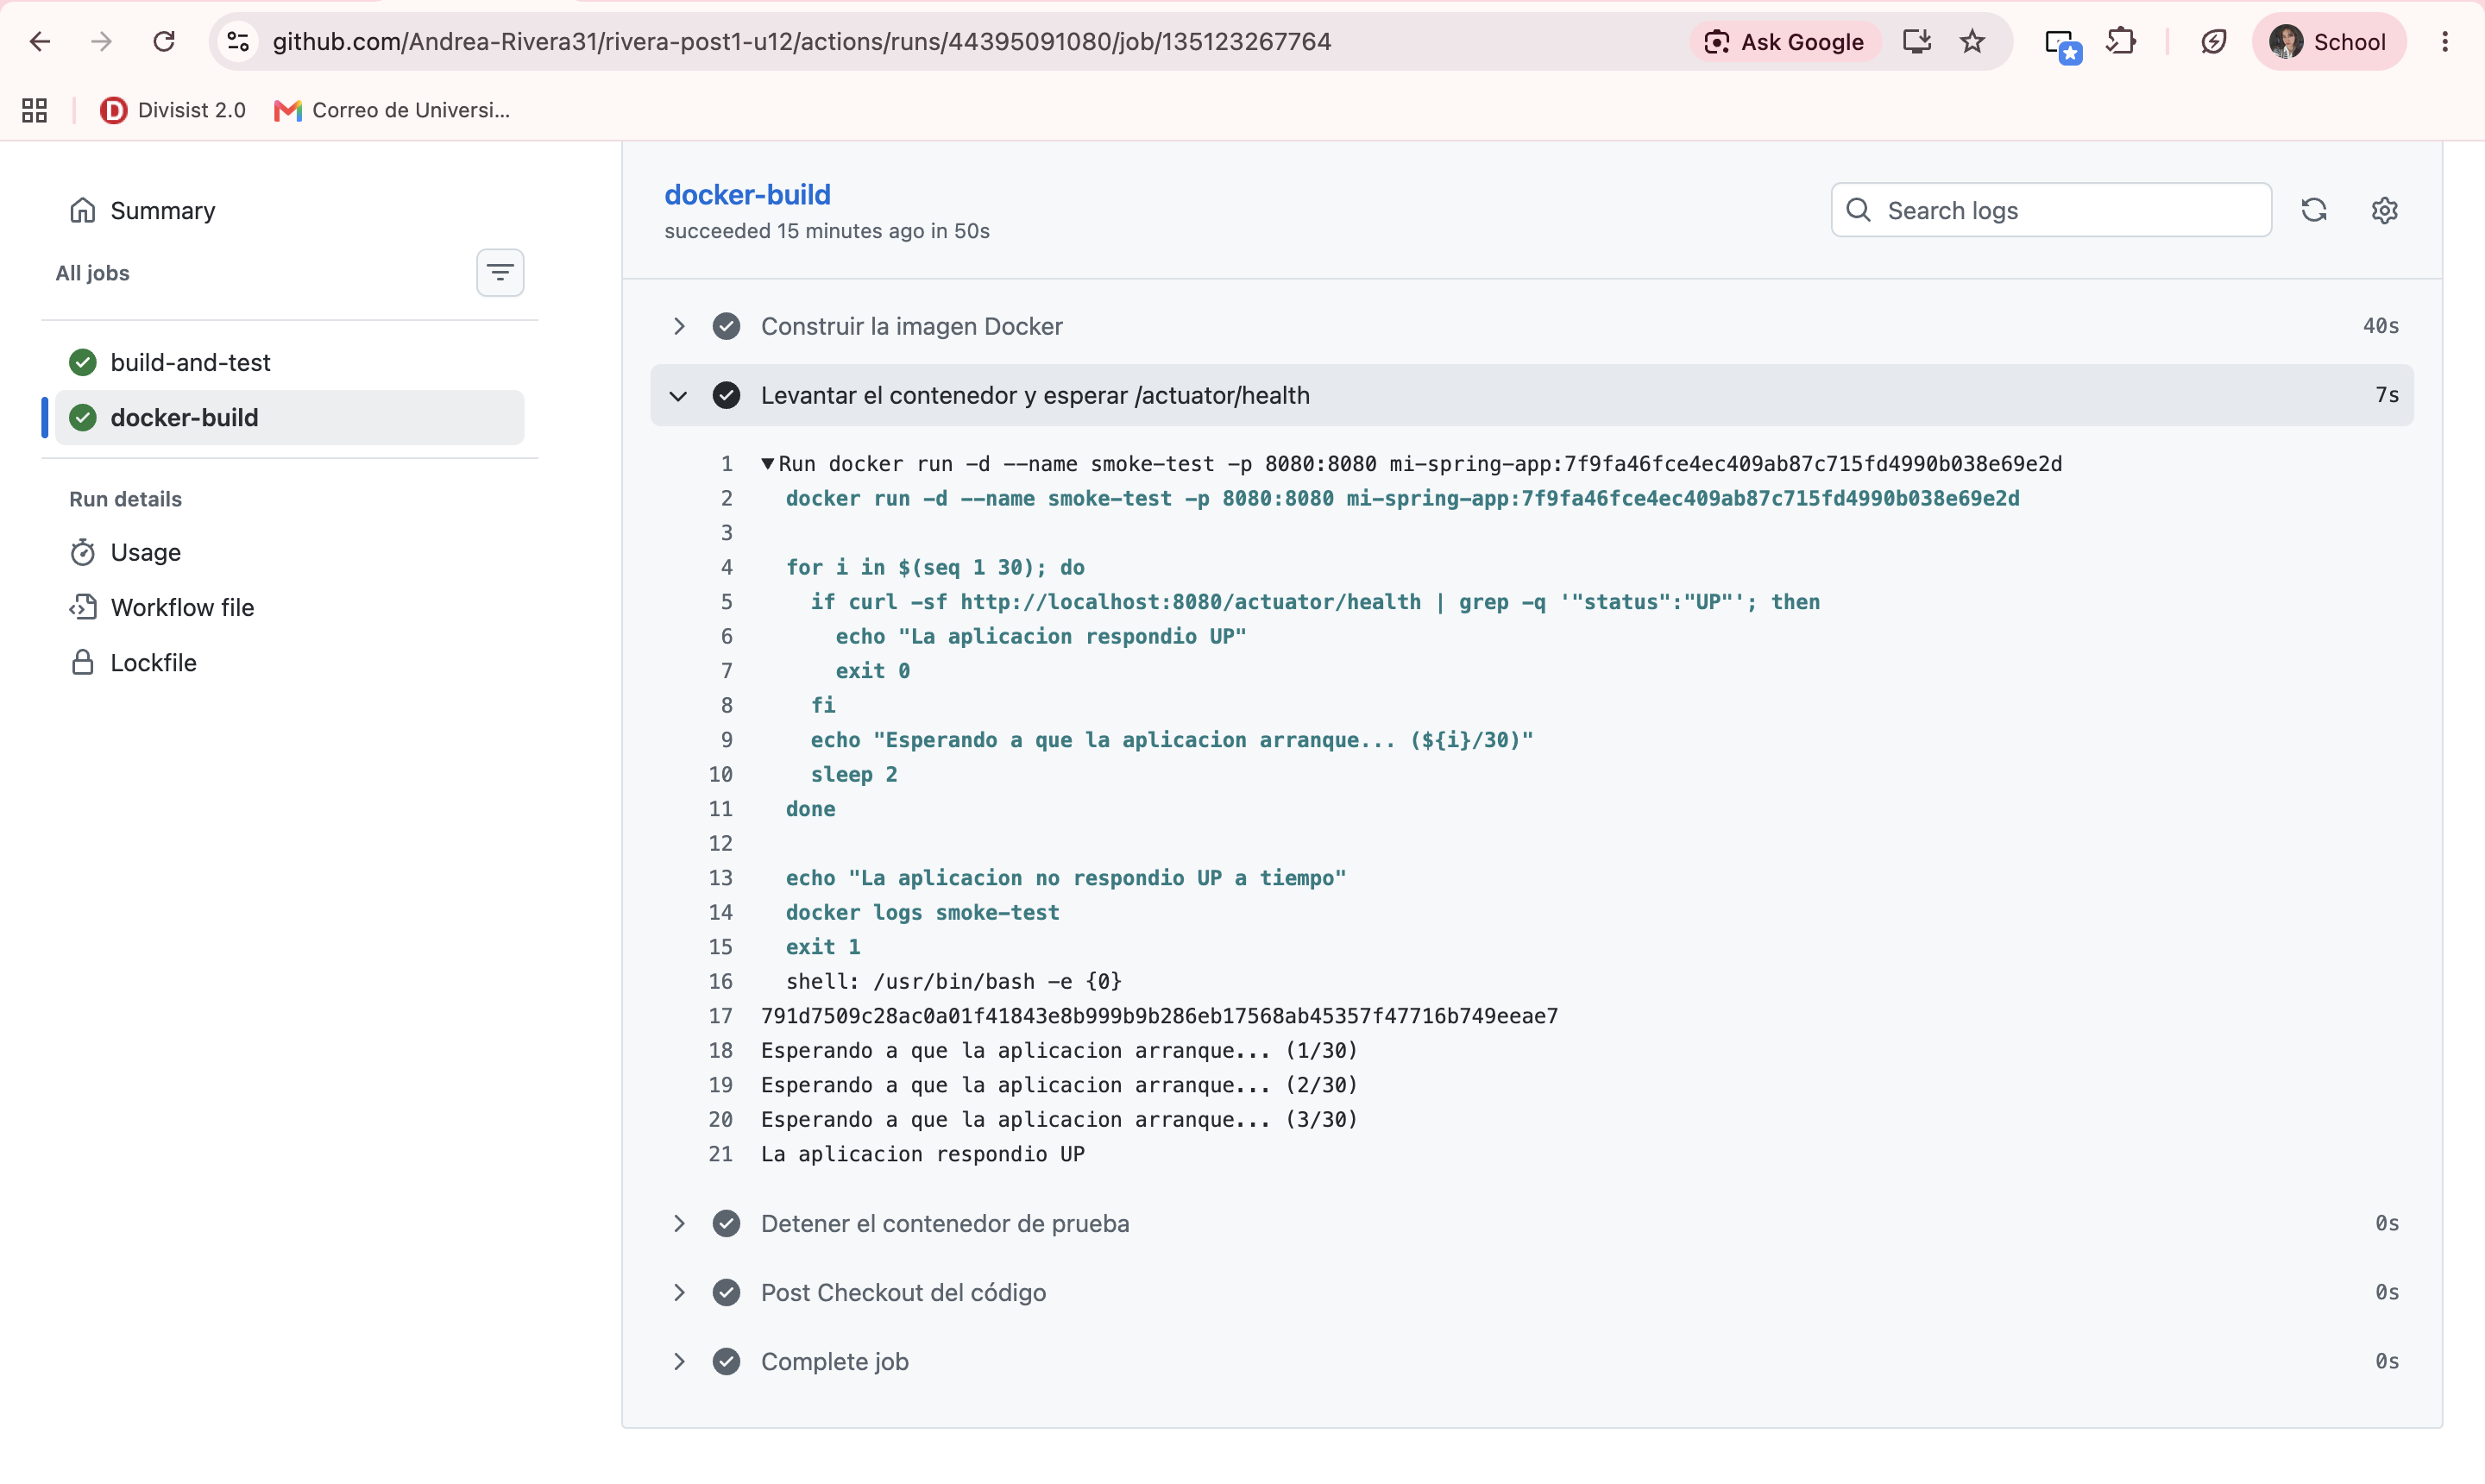 github.com/Andrea-Rivera31/rivera-post1-u12/actions/runs/44395091080/job/135123267764
Ask Google
School
Divisist 2.0
Correo de Universi...
Summary
All jobs
build-and-test
docker-build
Run details
Usage
Workflow file
Lockfile
docker-build
succeeded 15 minutes ago in 50s
Search logs
Construir la imagen Docker 40s
Levantar el contenedor y esperar /actuator/health 7s
1 ▼Run docker run -d --name smoke-test -p 8080:8080 mi-spring-app:7f9fa46fce4ec409ab87c715fd4990b038e69e2d
2 docker run -d --name smoke-test -p 8080:8080 mi-spring-app:7f9fa46fce4ec409ab87c715fd4990b038e69e2d
3
4 for i in $(seq 1 30); do
5 if curl -sf http://localhost:8080/actuator/health | grep -q '"status":"UP"'; then
6 echo "La aplicacion respondio UP"
7 exit 0
8 fi
9 echo "Esperando a que la aplicacion arranque... (${i}/30)"
10 sleep 2
11 done
12
13 echo "La aplicacion no respondio UP a tiempo"
14 docker logs smoke-test
15 exit 1
16 shell: /usr/bin/bash -e {0}
17 791d7509c28ac0a01f41843e8b999b9b286eb17568ab45357f47716b749eeae7
18 Esperando a que la aplicacion arranque... (1/30)
19 Esperando a que la aplicacion arranque... (2/30)
20 Esperando a que la aplicacion arranque... (3/30)
21 La aplicacion respondio UP
Detener el contenedor de prueba 0s
Post Checkout del código 0s
Complete job 0s